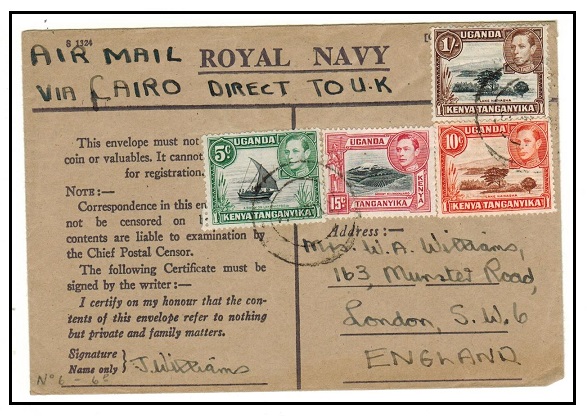 S 1324
AIR MAIL ROYAL NAVY
VIA CAIRO DIRECT TO U.K
UGANDA
1/-
KENYA TANGANYIKA
UGANDA
5c
KENYA TANGANYIKA
UGANDA
15c
KENYA
TANGANYIKA
UGANDA
10c
KENYA TANGANYIKA
This envelope must not
coin or valuables. It cannot
for registration.
NOTE:—
Correspondence in this en
not be censored on
contents are liable to examination by
the Chief Postal Censor.
The following Certificate must be
signed by the writer:—
I certify on my honour that the con-
tents of this envelope refer to nothing
but private and family matters.
Signature
Name only } J. Williams
Address:—
Mrs. W. A. Williams,
163, Munster Road,
London, S.W.6
ENGLAND